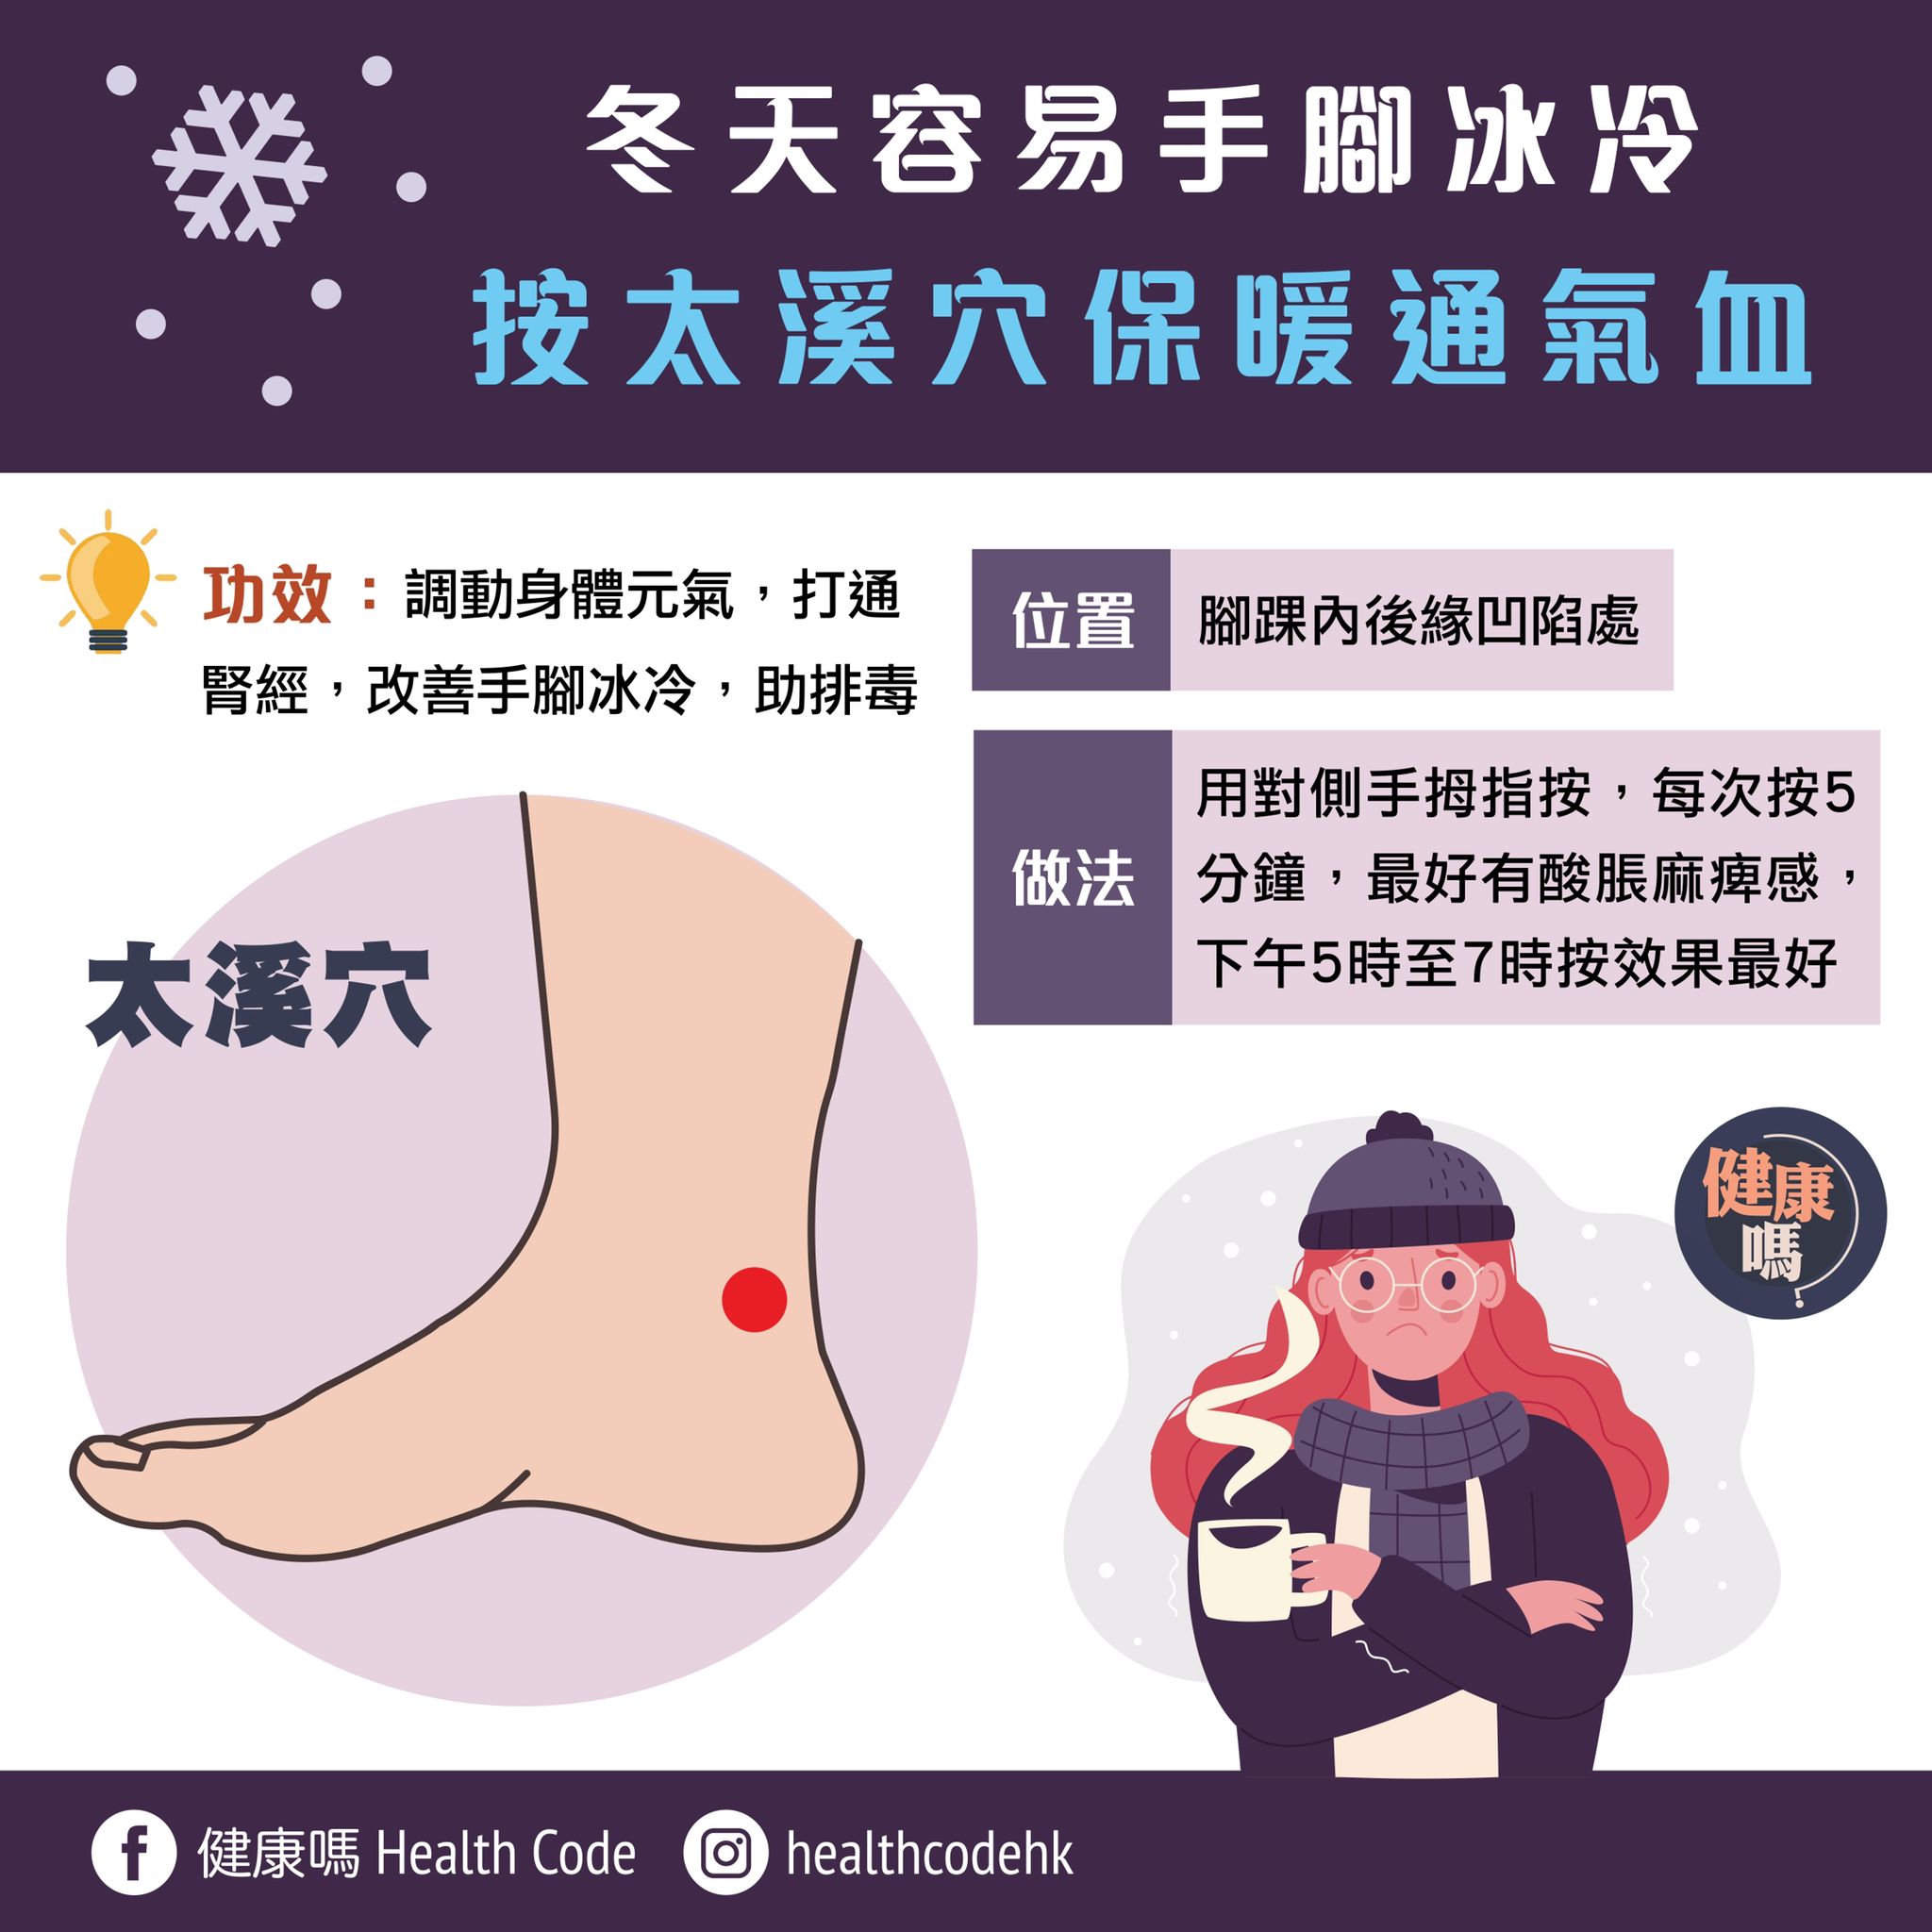 冬天容易手腳冰冷
按太溪穴保暖通氣血
功效：調動身體元氣，打通
腎經，改善手腳冰冷，助排毒
位置
腳踝內後緣凹陷處
做法
用對側手拇指按，每次按5
分鐘，最好有酸脹麻痺感，
下午5時至7時按效果最好
太溪穴
健康
嗎
健康嗎 Health Code
healthcodehk